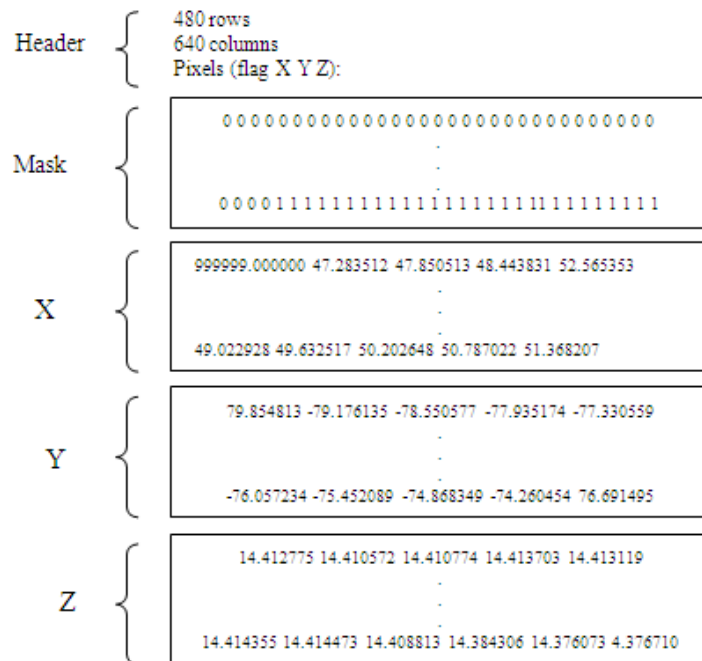 Header
480 rows
640 columns
Pixels (flag X Y Z):
Mask
0 0 0 0 0 0 0 0 0 0 0 0 0 0 0 0 0 0 0 0 0 0 0 0 0 0 0 0 0 0 0
.
.
.
0 0 0 0 1 1 1 1 1 1 1 1 1 1 1 1 1 1 1 1 1 1 11 1 1 1 1 1 1 1 1
X
999999.000000 47.283512 47.850513 48.443831 52.565353
.
.
.
49.022928 49.632517 50.202648 50.787022 51.368207
Y
79.854813 -79.176135 -78.550577 -77.935174 -77.330559
.
.
.
-76.057234 -75.452089 -74.868349 -74.260454 76.691495
Z
14.412775 14.410572 14.410774 14.413703 14.413119
.
.
.
14.414355 14.414473 14.408813 14.384306 14.376073 4.376710